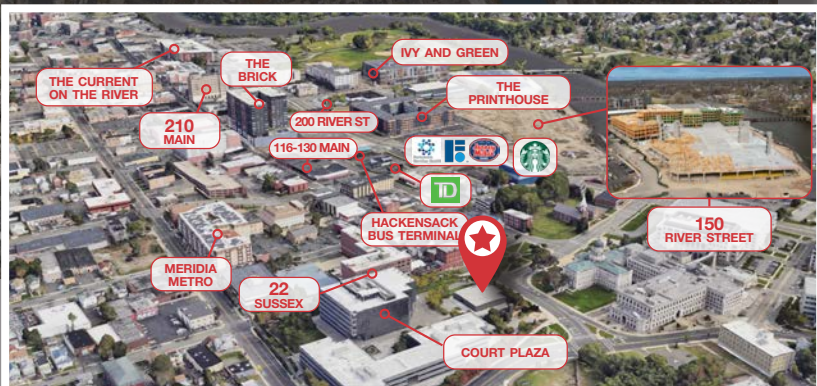 IVY AND GREEN
THE
BRICK
THE CURRENT
ON THE RIVER
THE
PRINTHOUSE
210
MAIN
200 RIVER ST
116-130 MAIN
TD
HACKENSACK
BUS TERMINAL
150
RIVER STREET
MERIDIA
METRO
22
SUSSEX
COURT PLAZA